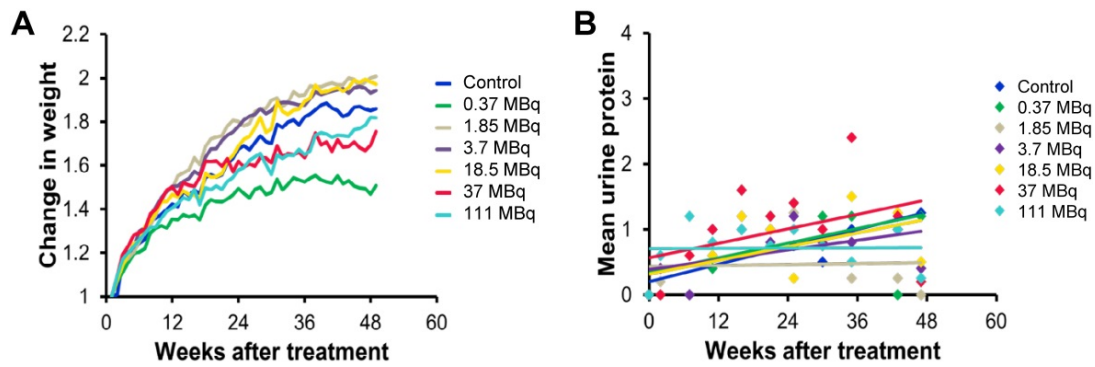 A
Change in weight
2.2
2
1.8
1.6
1.4
1.2
1
0
12
24
36
48
60
Weeks after treatment
Control
0.37 MBq
1.85 MBq
3.7 MBq
18.5 MBq
37 MBq
111 MBq
B
Mean urine protein
4
3
2
1
0
0
12
24
36
48
60
Weeks after treatment
Control
0.37 MBq
1.85 MBq
3.7 MBq
18.5 MBq
37 MBq
111 MBq